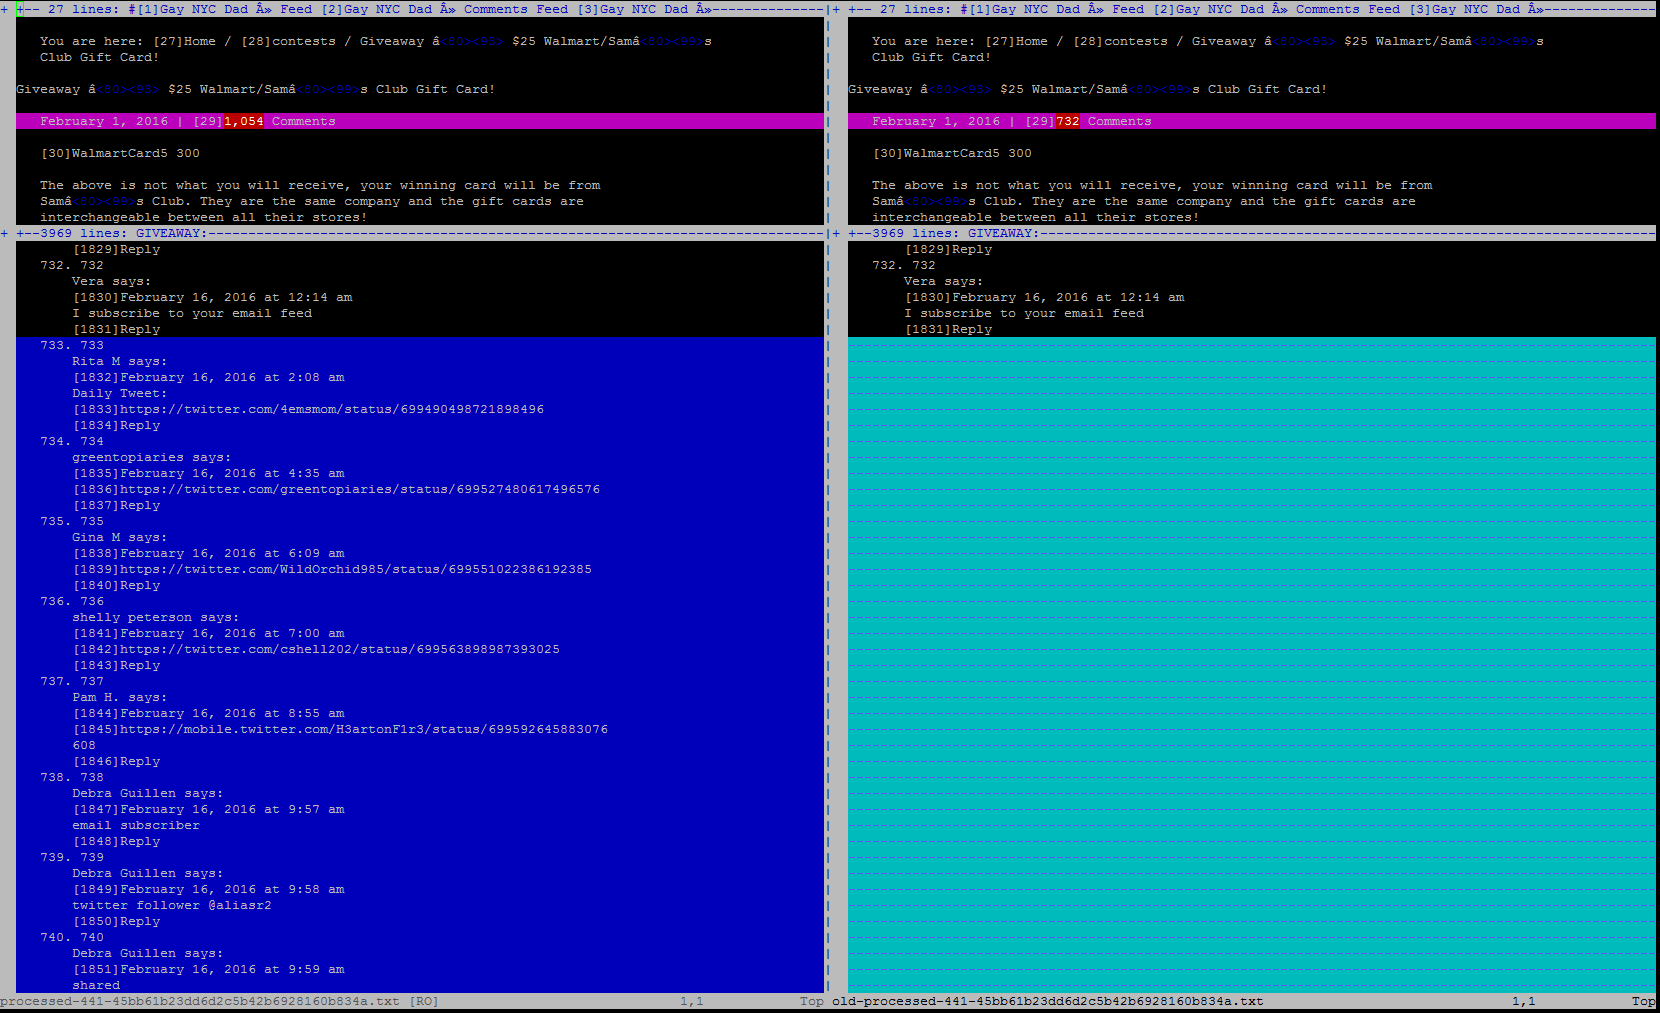 + +-- 27 lines: #[1]Gay NYC Dad Â» Feed [2]Gay NYC Dad Â» Comments Feed [3]Gay NYC Dad Â»--------------
You are here: [27]Home / [28]contests / Giveaway â<80><93> $25 Walmart/Samâ<80><99>s
Club Gift Card!
Giveaway â<80><93> $25 Walmart/Samâ<80><99>s Club Gift Card!
February 1, 2016 | [29]1,054 Comments
[30]WalmartCard5 300
The above is not what you will receive, your winning card will be from
Samâ<80><99>s Club. They are the same company and the gift cards are
interchangeable between all their stores!
+ +--3969 lines: GIVEAWAY:-----------------------------------------------------------------------------
[1829]Reply
732. 732
Vera says:
[1830]February 16, 2016 at 12:14 am
I subscribe to your email feed
[1831]Reply
733. 733
Rita M says:
[1832]February 16, 2016 at 2:08 am
Daily Tweet:
[1833]https://twitter.com/4emsmom/status/699490498721898496
[1834]Reply
734. 734
greentopiaries says:
[1835]February 16, 2016 at 4:35 am
[1836]https://twitter.com/greentopiaries/status/699527480617496576
[1837]Reply
735. 735
Gina M says:
[1838]February 16, 2016 at 6:09 am
[1839]https://twitter.com/WildOrchid985/status/699551022386192385
[1840]Reply
736. 736
shelly peterson says:
[1841]February 16, 2016 at 7:00 am
[1842]https://twitter.com/cshell202/status/699563898987393025
[1843]Reply
737. 737
Pam H. says:
[1844]February 16, 2016 at 8:55 am
[1845]https://mobile.twitter.com/H3artonF1r3/status/699592645883076
608
[1846]Reply
738. 738
Debra Guillen says:
[1847]February 16, 2016 at 9:57 am
email subscriber
[1848]Reply
739. 739
Debra Guillen says:
[1849]February 16, 2016 at 9:58 am
twitter follower @aliasr2
[1850]Reply
740. 740
Debra Guillen says:
[1851]February 16, 2016 at 9:59 am
shared
processed-441-45bb61b23dd6d2c5b42b6928160b834a.txt [RO] 1,1 Top
+ +-- 27 lines: #[1]Gay NYC Dad Â» Feed [2]Gay NYC Dad Â» Comments Feed [3]Gay NYC Dad Â»--------------
You are here: [27]Home / [28]contests / Giveaway â<80><93> $25 Walmart/Samâ<80><99>s
Club Gift Card!
Giveaway â<80><93> $25 Walmart/Samâ<80><99>s Club Gift Card!
February 1, 2016 | [29]732 Comments
[30]WalmartCard5 300
The above is not what you will receive, your winning card will be from
Samâ<80><99>s Club. They are the same company and the gift cards are
interchangeable between all their stores!
+ +--3969 lines: GIVEAWAY:-----------------------------------------------------------------------------
[1829]Reply
732. 732
Vera says:
[1830]February 16, 2016 at 12:14 am
I subscribe to your email feed
[1831]Reply
old-processed-441-45bb61b23dd6d2c5b42b6928160b834a.txt 1,1 Top